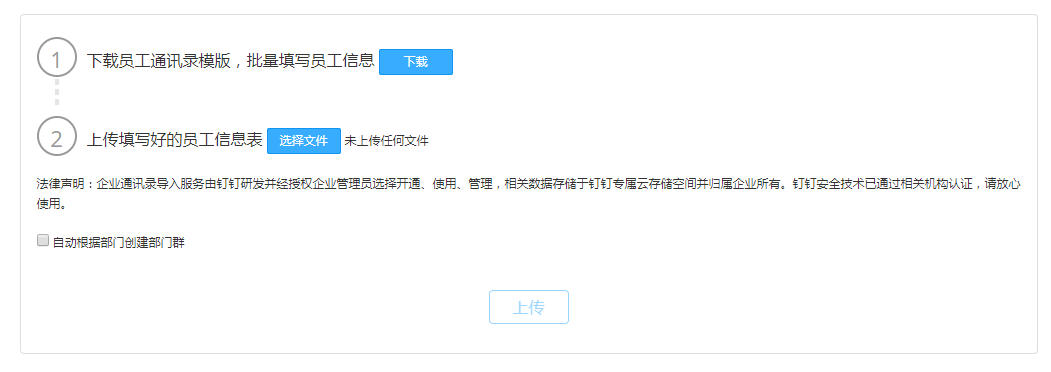 1 下载员工通讯录模版，批量填写员工信息 下载
2 上传填写好的员工信息表 选择文件 未上传任何文件
法律声明：企业通讯录导入服务由钉钉研发并经授权企业管理员选择开通、使用、管理，相关数据存储于钉钉专属云存储空间并归属企业所有。钉钉安全技术已通过相关机构认证，请放心
使用。
自动根据部门创建部门群
上传